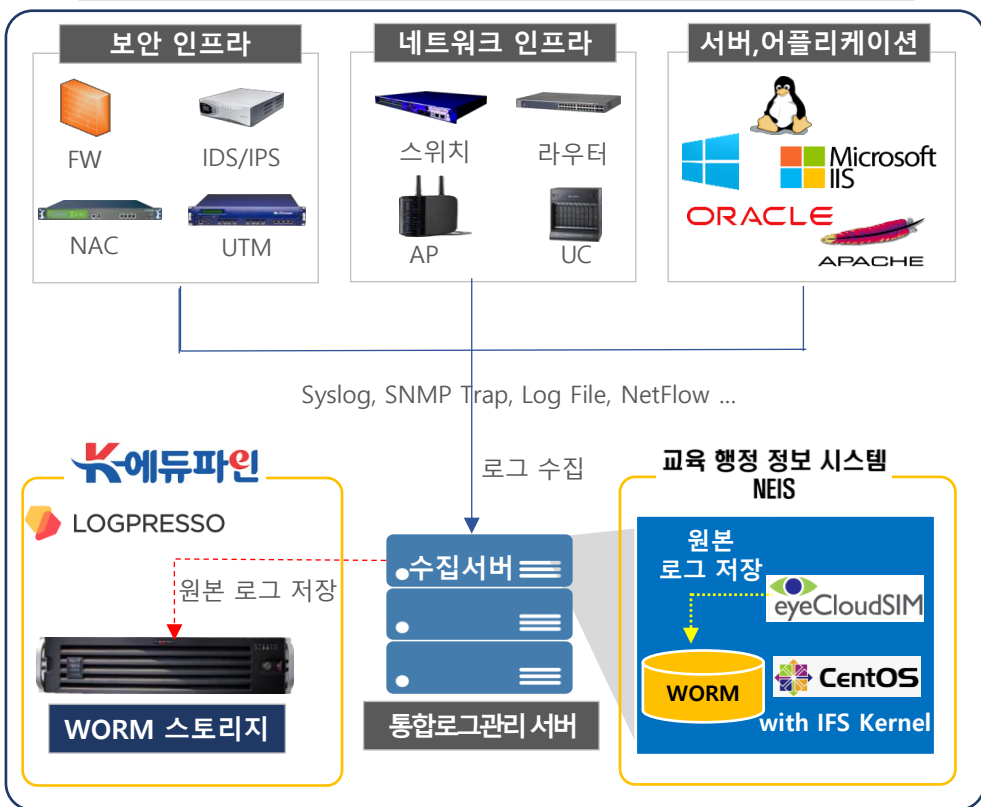 보안 인프라
네트워크 인프라
서버,어플리케이션
FW
IDS/IPS
NAC
UTM
스위치
라우터
AP
UC
Microsoft
IIS
ORACLE
APACHE
Syslog, SNMP Trap, Log File, NetFlow ...
로그 수집
K-에듀파인
LOGPRESSO
원본 로그 저장
WORM 스토리지
수집서버
통합로그관리 서버
교육 행정 정보 시스템
NEIS
원본
로그 저장
eyeCloudSIM
WORM
CentOS
with IFS Kernel